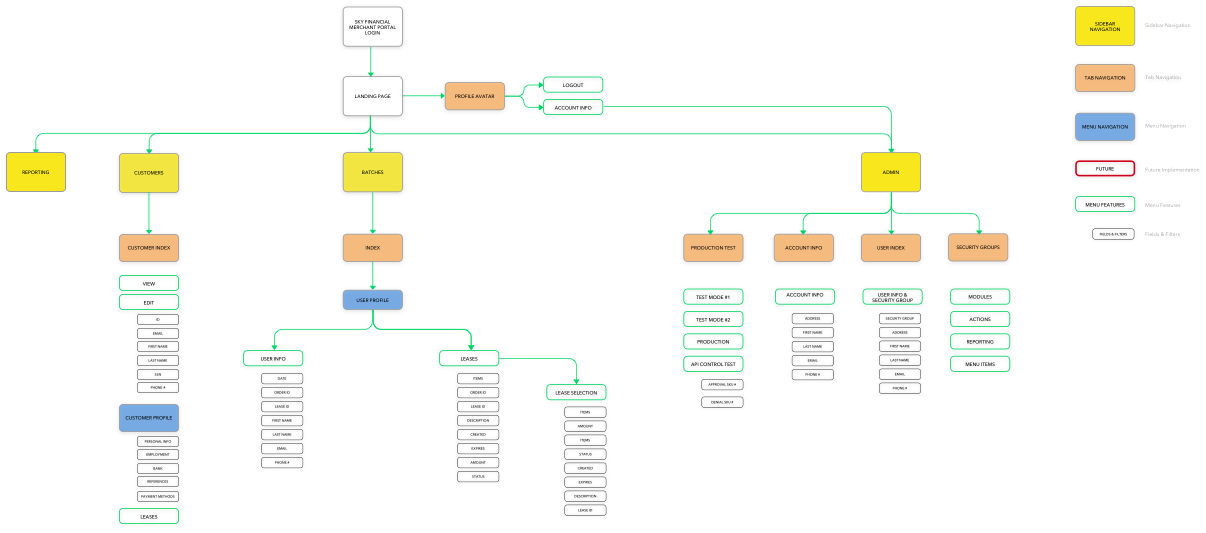 SKY FINANCIAL
MERCHANT PORTAL
LOGIN
SIDEBAR
NAVIGATION
Sidebar Navigation
LANDING PAGE
PROFILE AVATAR
LOGOUT
ACCOUNT INFO
TAB NAVIGATION
Tab Navigation
MENU NAVIGATION
Menu Navigation
REPORTING
CUSTOMERS
BATCHES
ADMIN
FUTURE
Future Implementation
MENU FEATURES
Menu Features
FIELDS & FILTERS
Fields & Filters
CUSTOMER INDEX
VIEW
EDIT
ID
EMAIL
FIRST NAME
LAST NAME
SSN
PHONE #
CUSTOMER PROFILE
PERSONAL INFO
EMPLOYMENT
BANK
REFERENCES
PAYMENT METHODS
LEASES
INDEX
USER PROFILE
USER INFO
DATE
ORDER ID
LEASE ID
FIRST NAME
LAST NAME
EMAIL
PHONE #
LEASES
ITEMS
ORDER ID
LEASE ID
DESCRIPTION
CREATED
EXPIRES
AMOUNT
STATUS
LEASE SELECTION
ITEMS
AMOUNT
ITEMS
STATUS
CREATED
EXPIRES
DESCRIPTION
LEASE ID
PRODUCTION TEST
TEST MODE #1
TEST MODE #2
PRODUCTION
API CONTROL TEST
APPROVAL SKU #
DENIAL SKU #
ACCOUNT INFO
ACCOUNT INFO
ADDRESS
FIRST NAME
LAST NAME
EMAIL
PHONE #
USER INDEX
USER INFO &
SECURITY GROUP
SECURITY GROUP
ADDRESS
FIRST NAME
LAST NAME
EMAIL
PHONE #
SECURITY GROUPS
MODULES
ACTIONS
REPORTING
MENU ITEMS